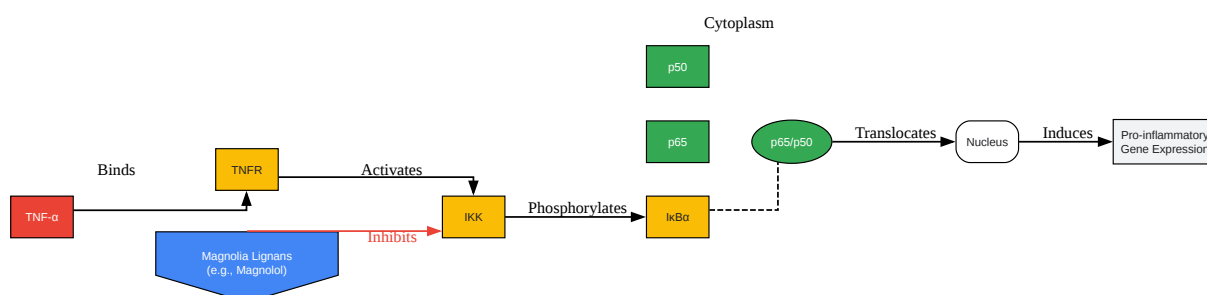 Cytoplasm
p50
p65
p65/p50
Translocates
Nucleus
Induces
Pro-inflammatory
Gene Expression
Binds
TNFR
Activates
TNF-α
IKK
Phosphorylates
IκBα
Inhibits
Magnolia Lignans
(e.g., Magnolol)